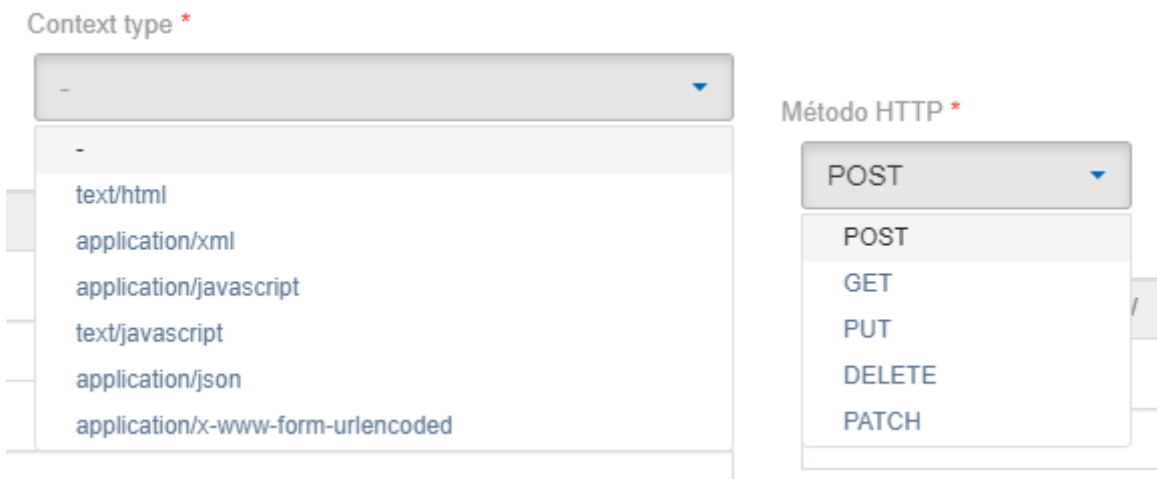 Context type *
-
-
text/html
application/xml
application/javascript
text/javascript
application/json
application/x-www-form-urlencoded
Método HTTP *
POST
POST
GET
PUT
DELETE
PATCH
/